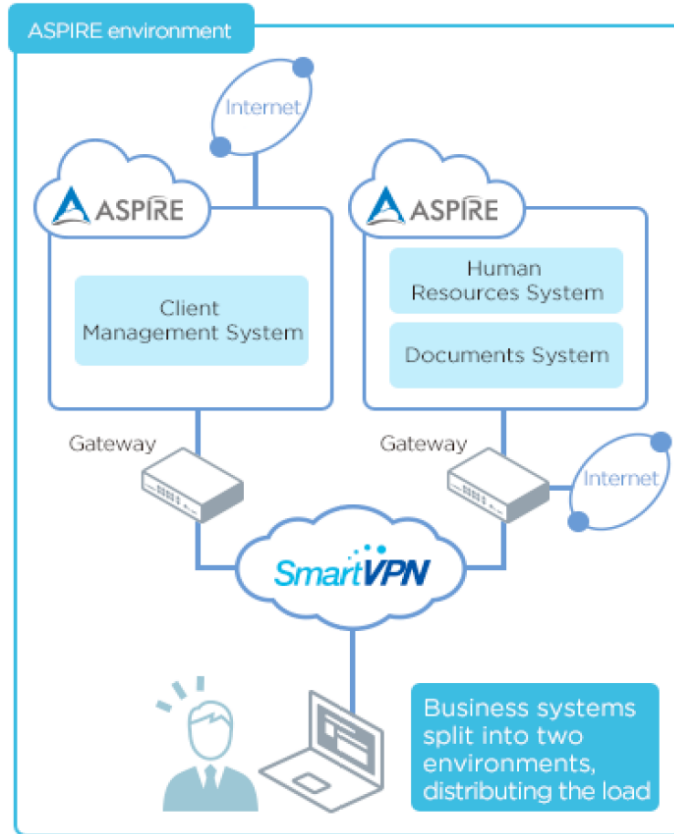 ASPIRE environment
Internet
ASPIRE
ASPIRE
Client
Management System
Human
Resources System
Documents System
Gateway
Gateway
Internet
SmartVPN
Business systems
split into two
environments,
distributing the load